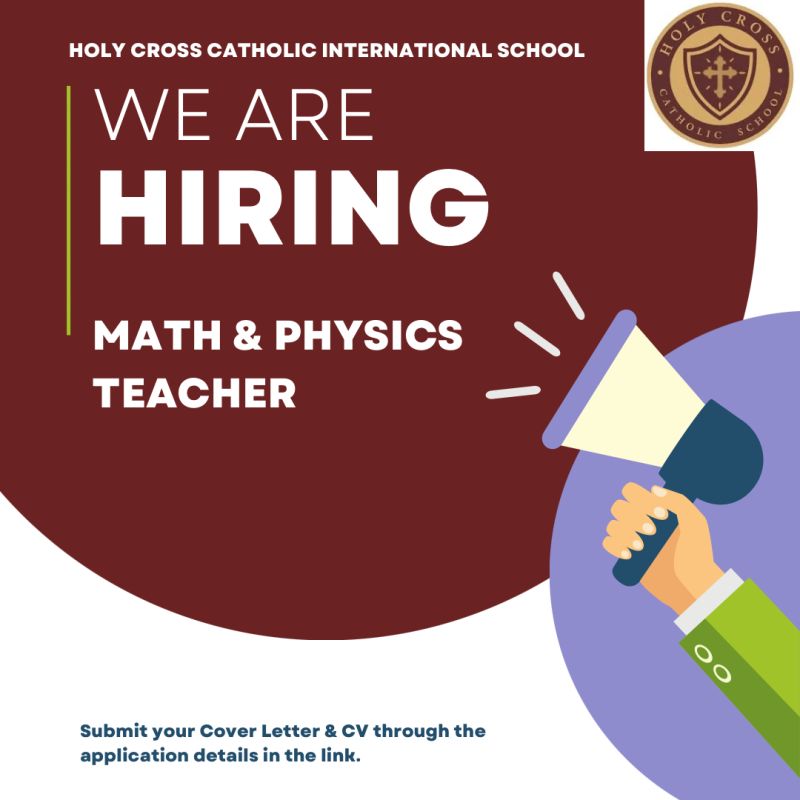 HOLY CROSS CATHOLIC INTERNATIONAL SCHOOL
HOLY CROSS
CATHOLIC SCHOOL
WE ARE
HIRING
MATH & PHYSICS
TEACHER
Submit your Cover Letter & CV through the
application details in the link.